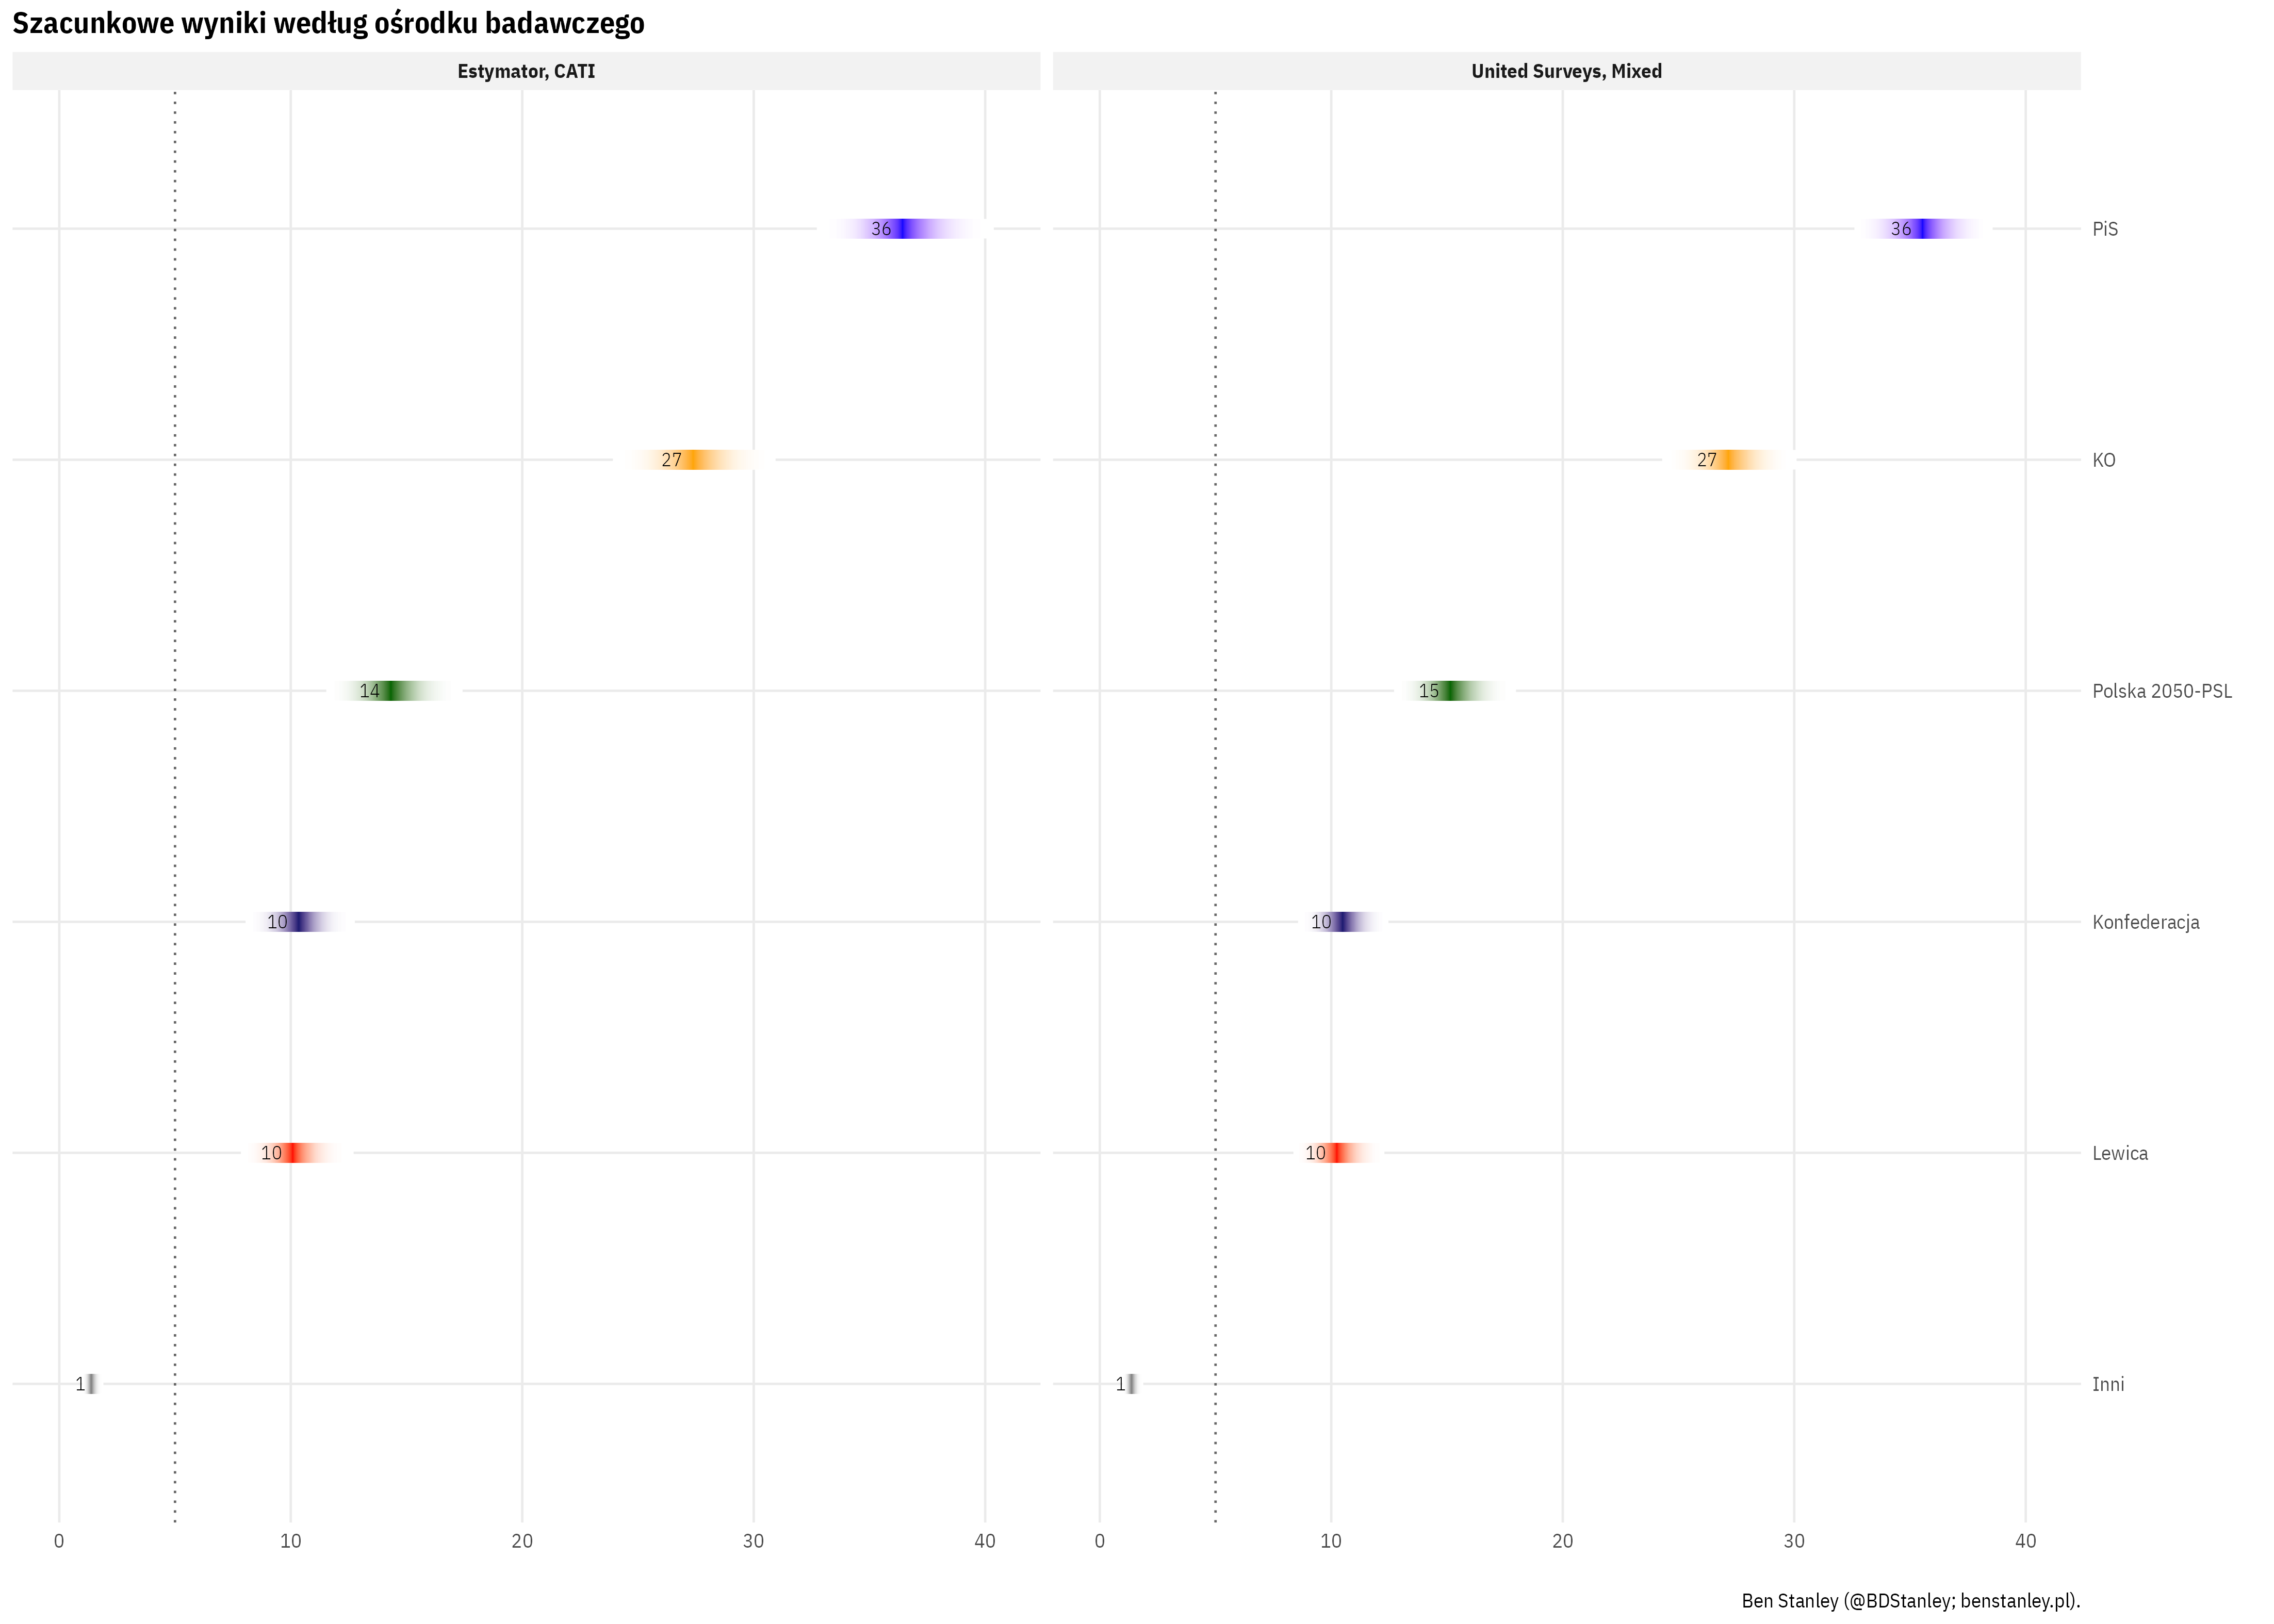 Szacunkowe wyniki według ośrodku badawczego
Estymator, CATI
United Surveys, Mixed
36
36
PiS
27
27
KO
14
15
Polska 2050-PSL
10
10
Konfederacja
10
10
Lewica
1
1
Inni
0 10 20 30 40
0 10 20 30 40
Ben Stanley (@BDStanley; benstanley.pl).